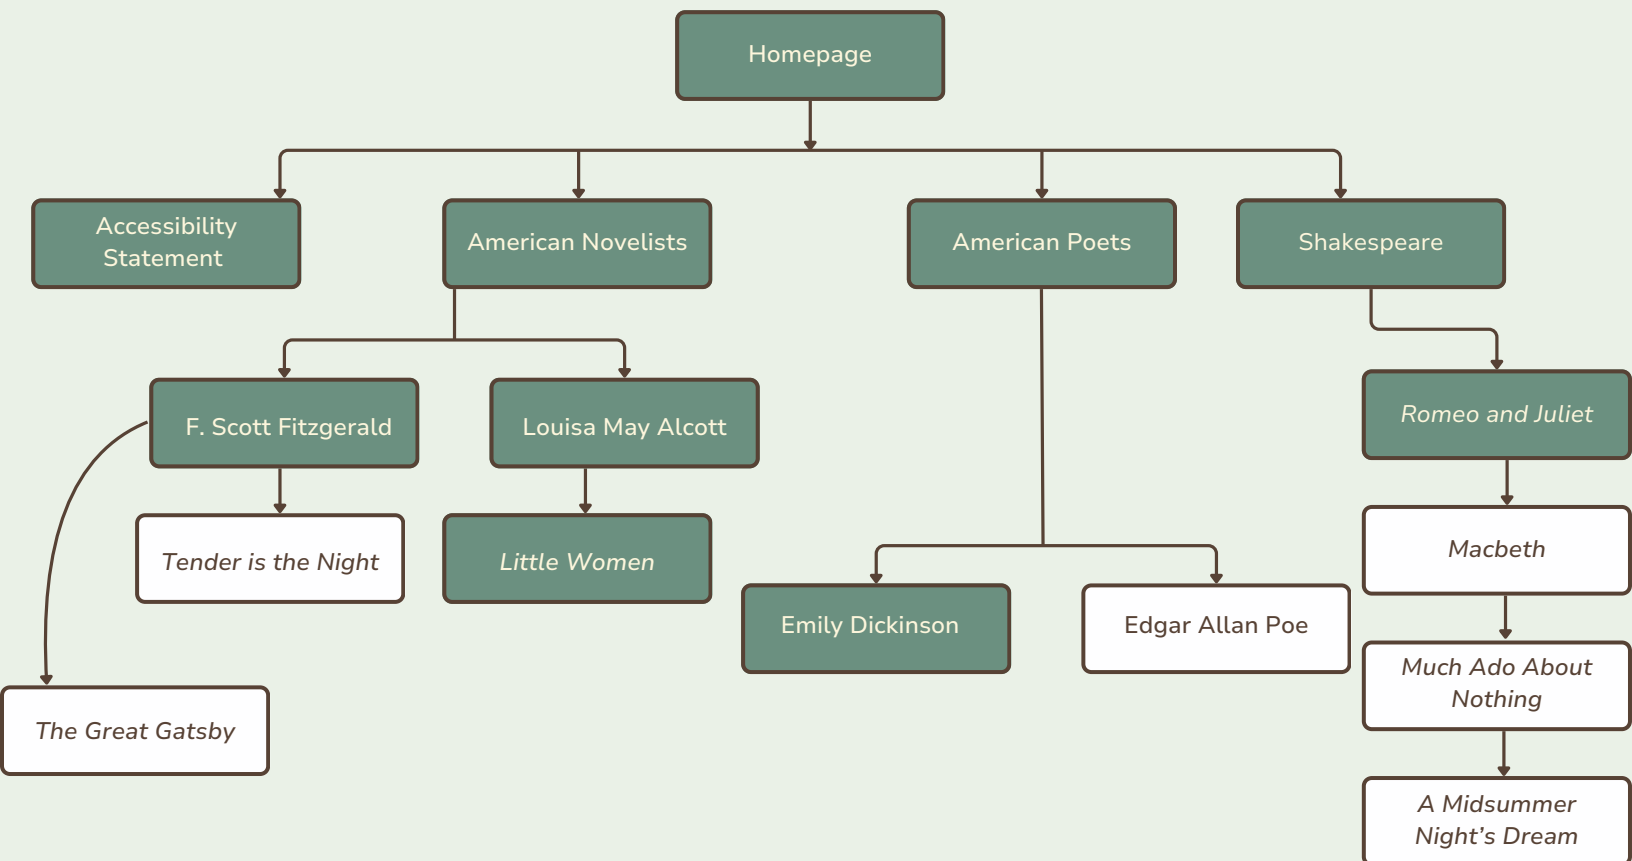 Homepage
Accessibility
Statement
American Novelists
American Poets
Shakespeare
F. Scott Fitzgerald
Louisa May Alcott
Romeo and Juliet
Tender is the Night
Little Women
Macbeth
Emily Dickinson
Edgar Allan Poe
Much Ado About
Nothing
The Great Gatsby
A Midsummer
Night’s Dream